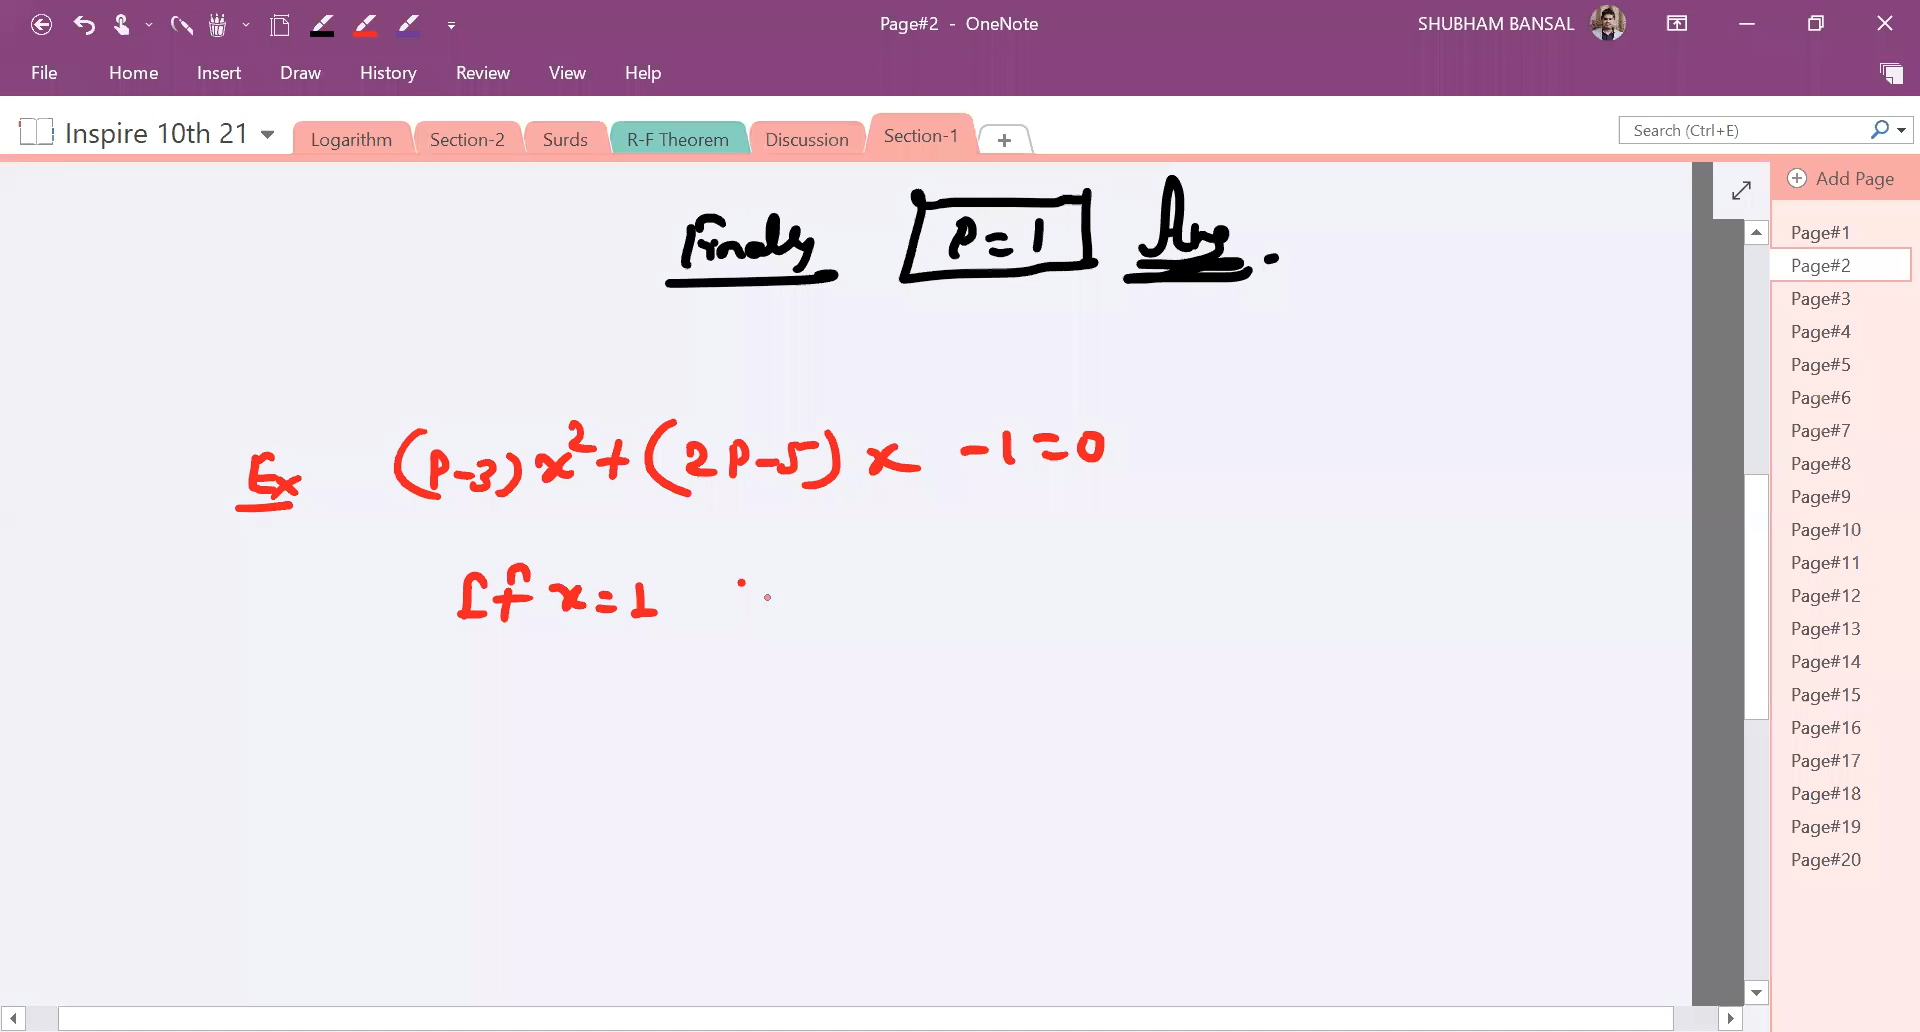 Page#2 - OneNote
SHUBHAM BANSAL
File Home Insert Draw History Review View Help
Inspire 10th 21
Logarithm Section-2 Surds R-F Theorem Discussion Section-1
Search (Ctrl+E)
Add Page
Page#1
Page#2
Page#3
Page#4
Page#5
Page#6
Page#7
Page#8
Page#9
Page#10
Page#11
Page#12
Page#13
Page#14
Page#15
Page#16
Page#17
Page#18
Page#19
Page#20
Finally P = 1 Ans.
Ex (P-3)x² + (2P-5)x -1=0
If x=1